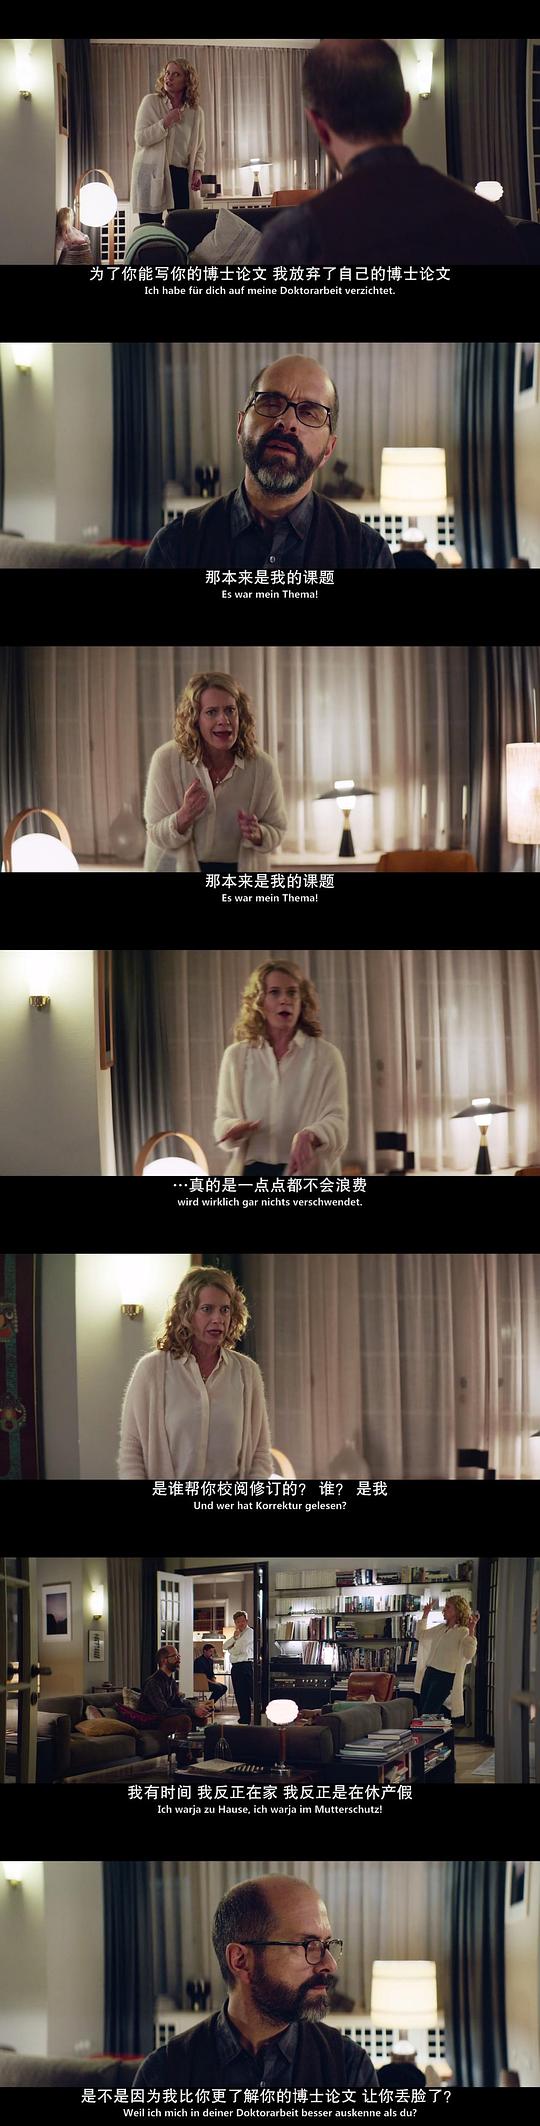 为了你能写你的博士论文 我放弃了自己的博士论文
Ich habe für dich auf meine Doktorarbeit verzichtet.
那本来是我的课题
Es war mein Thema!
那本来是我的课题
Es war mein Thema!
…真的是一点点都不会浪费
wird wirklich gar nichts verschwendet.
是谁帮你校阅修订的? 谁? 是我
Und wer hat Korrektur gelesen?
我有时间 我反正在家 我反正是在休产假
Ich warja zu Hause, ich warja im Mutterschutz!
是不是因为我比你更了解你的博士论文 让你丢脸了?
Weil ich mich in deiner Doktorarbeit besser auskenne als du?